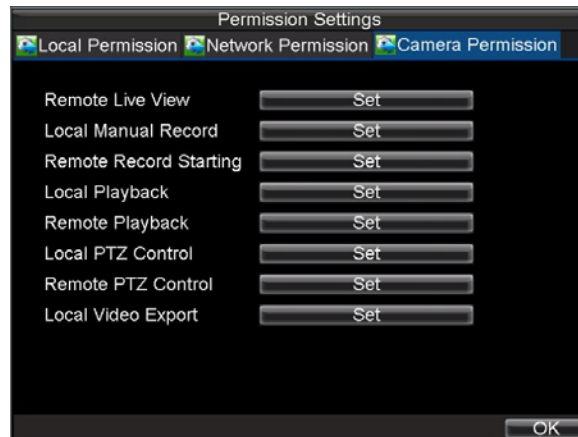 Permission Settings
Local Permission Network Permission Camera Permission
Remote Live View Set
Local Manual Record Set
Remote Record Starting Set
Local Playback Set
Remote Playback Set
Local PTZ Control Set
Remote PTZ Control Set
Local Video Export Set
OK